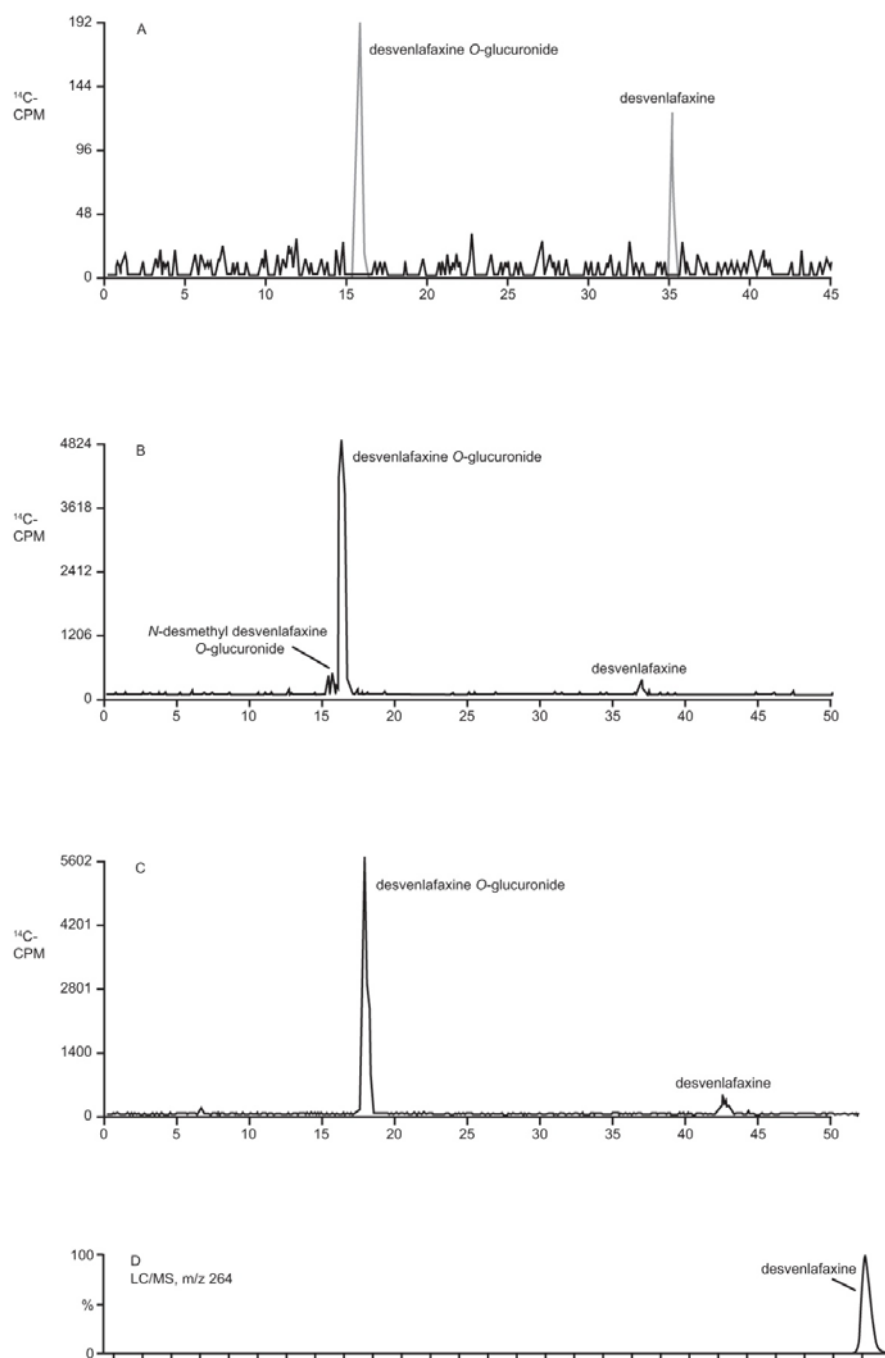 A
192
144
96
48
0
¹⁴C-
CPM
desvenlafaxine O-glucuronide
desvenlafaxine
0 5 10 15 20 25 30 35 40 45
B
4824
3618
2412
1206
0
¹⁴C-
CPM
desvenlafaxine O-glucuronide
N-desmethyl desvenlafaxine
O-glucuronide
desvenlafaxine
0 5 10 15 20 25 30 35 40 45 50
C
5602
4201
2801
1400
0
¹⁴C-
CPM
desvenlafaxine O-glucuronide
desvenlafaxine
0 5 10 15 20 25 30 35 40 45 50
D
LC/MS, m/z 264
100
%
0
desvenlafaxine